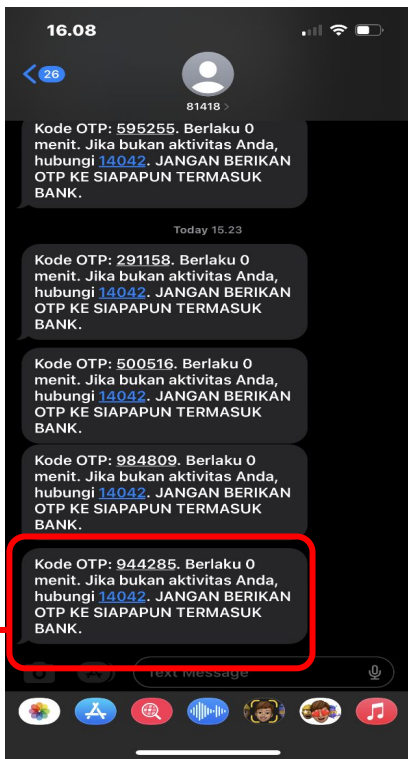 16.08
26
81418
Kode OTP: 595255. Berlaku 0
menit. Jika bukan aktivitas Anda,
hubungi 14042. JANGAN BERIKAN
OTP KE SIAPAPUN TERMASUK
BANK.
Today 15.23
Kode OTP: 291158. Berlaku 0
menit. Jika bukan aktivitas Anda,
hubungi 14042. JANGAN BERIKAN
OTP KE SIAPAPUN TERMASUK
BANK.
Kode OTP: 500516. Berlaku 0
menit. Jika bukan aktivitas Anda,
hubungi 14042. JANGAN BERIKAN
OTP KE SIAPAPUN TERMASUK
BANK.
Kode OTP: 984809. Berlaku 0
menit. Jika bukan aktivitas Anda,
hubungi 14042. JANGAN BERIKAN
OTP KE SIAPAPUN TERMASUK
BANK.
Kode OTP: 944285. Berlaku 0
menit. Jika bukan aktivitas Anda,
hubungi 14042. JANGAN BERIKAN
OTP KE SIAPAPUN TERMASUK
BANK.
Text Message